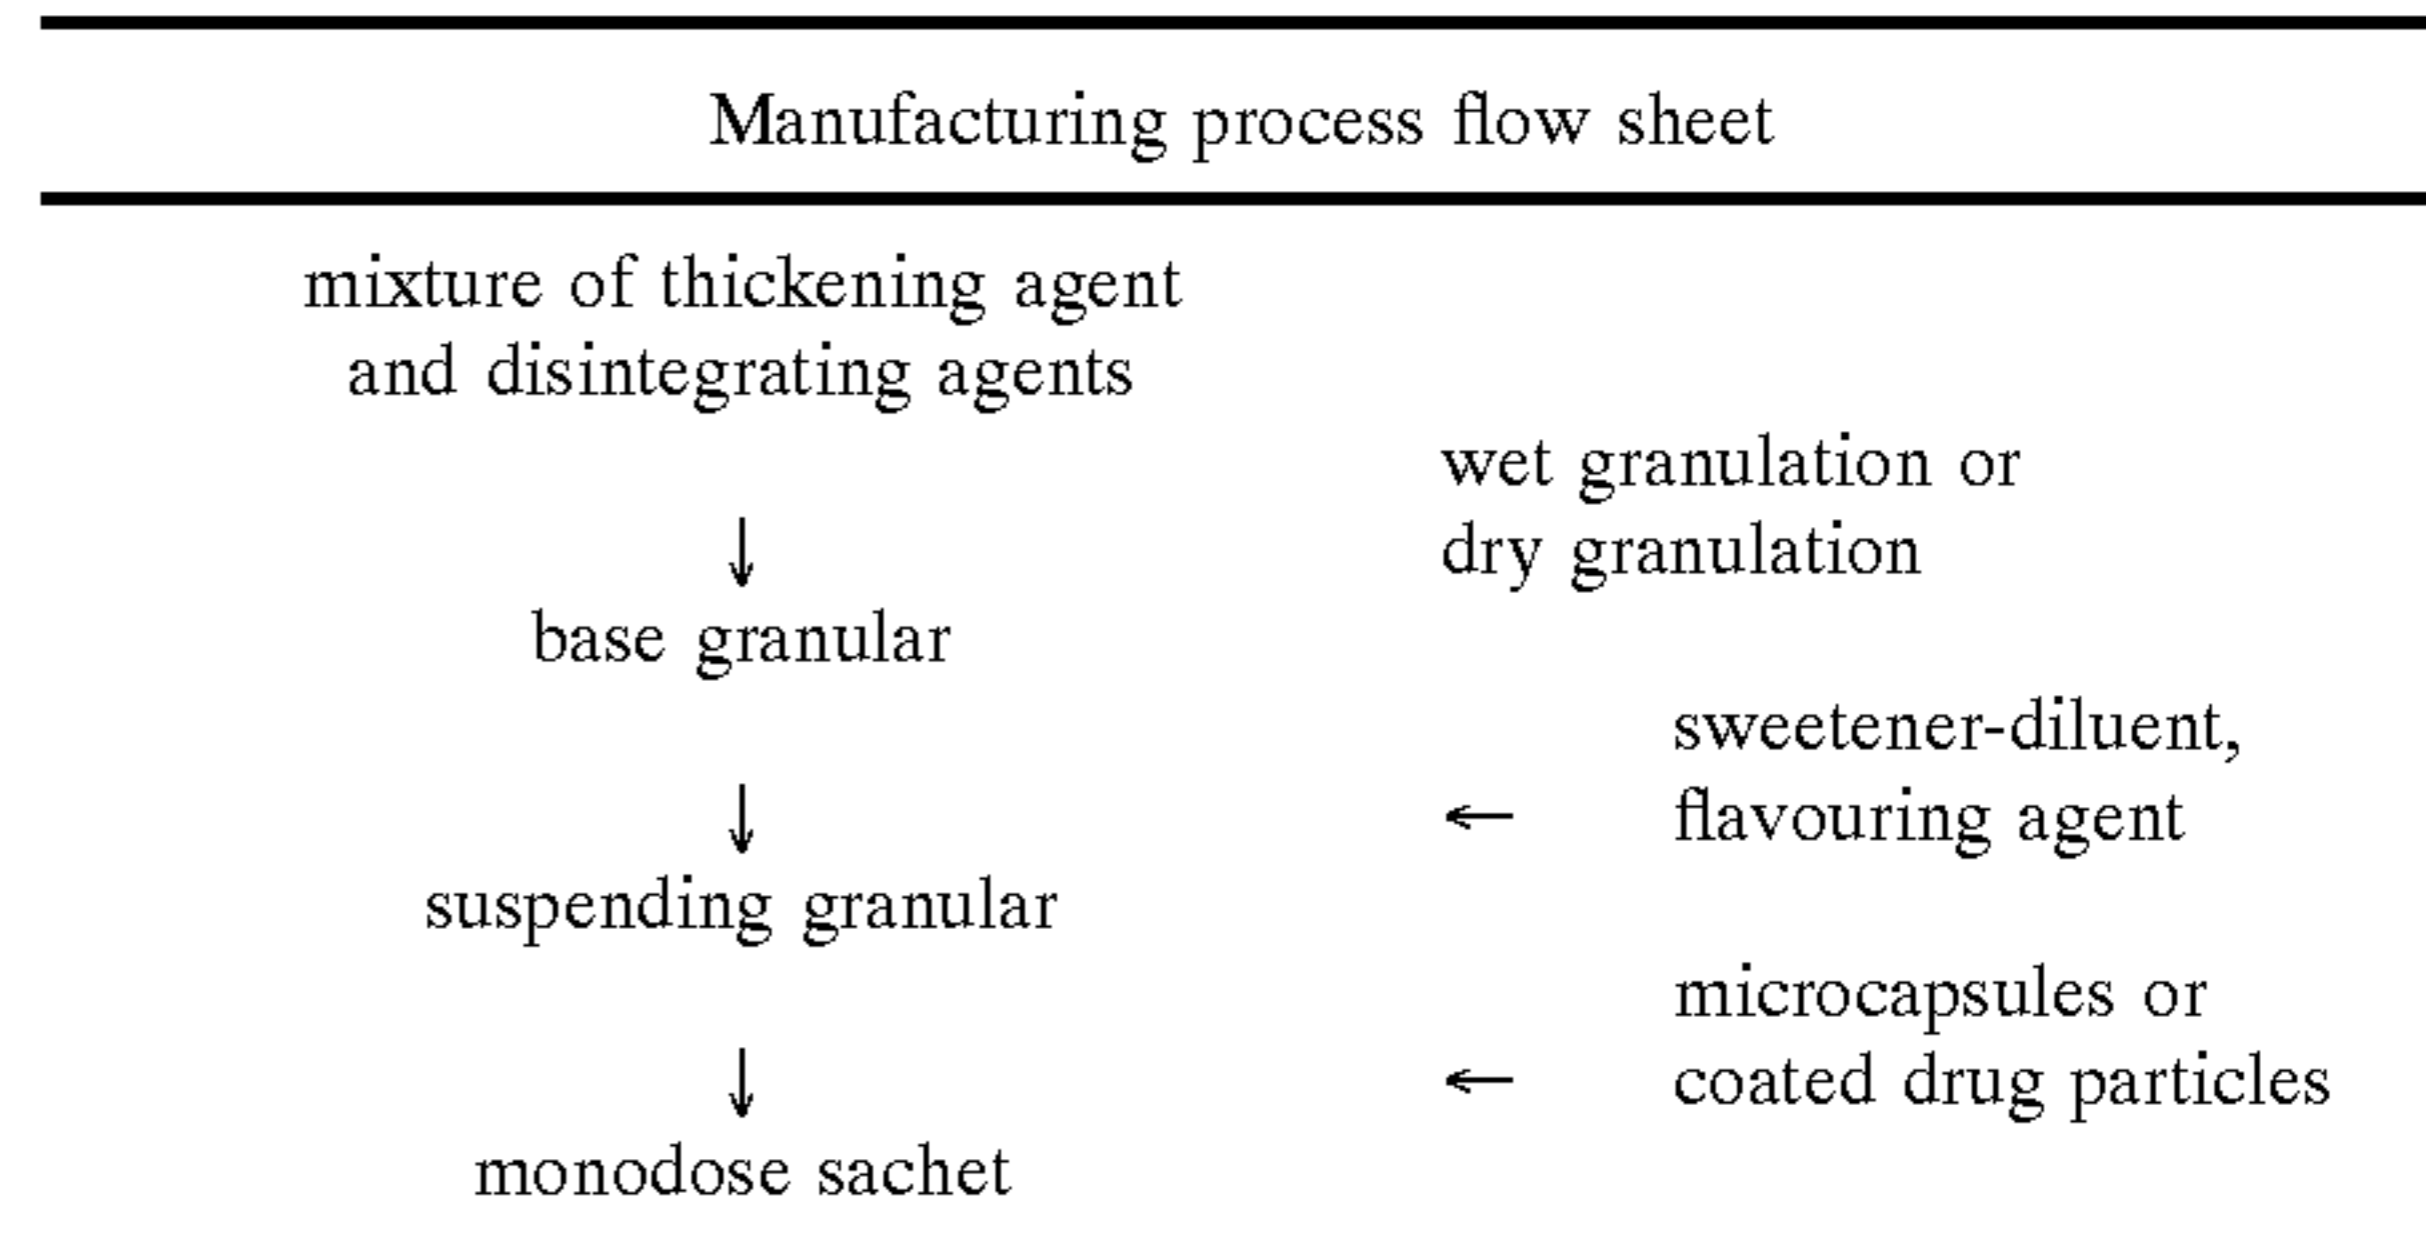 Manufacturing process flow sheet
mixture of thickening agent
and disintegrating agents
wet granulation or
↓ dry granulation
base granular
sweetener-diluent,
↓ ← flavouring agent
suspending granular
microcapsules or
↓ ← coated drug particles
monodose sachet